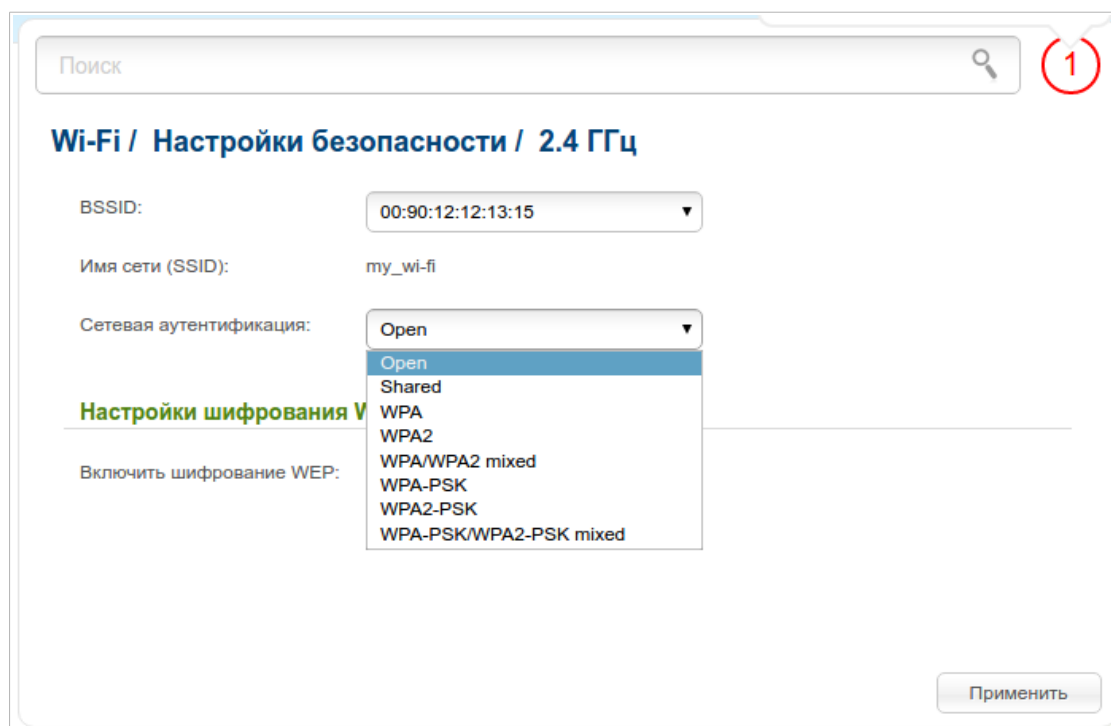 Поиск
1
Wi-Fi / Настройки безопасности / 2.4 ГГц
BSSID: 00:90:12:12:13:15
Имя сети (SSID): my_wi-fi
Сетевая аутентификация: Open
Open
Shared
Настройки шифрования
WPA
WPA2
WPA/WPA2 mixed
Включить шифрование WEP:
WPA-PSK
WPA2-PSK
WPA-PSK/WPA2-PSK mixed
Применить